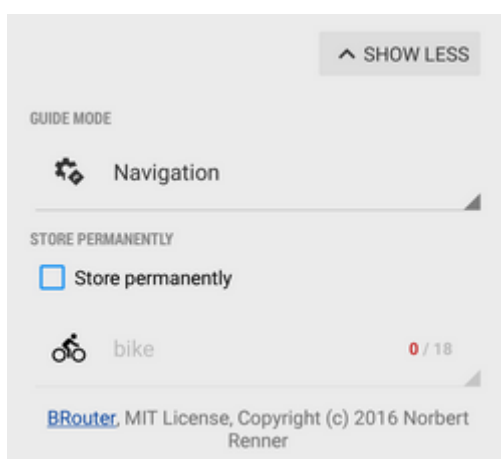 SHOW LESS
GUIDE MODE
Navigation
STORE PERMANENTLY
Store permanently
bike 0 / 18
BRouter, MIT License, Copyright (c) 2016 Norbert
Renner